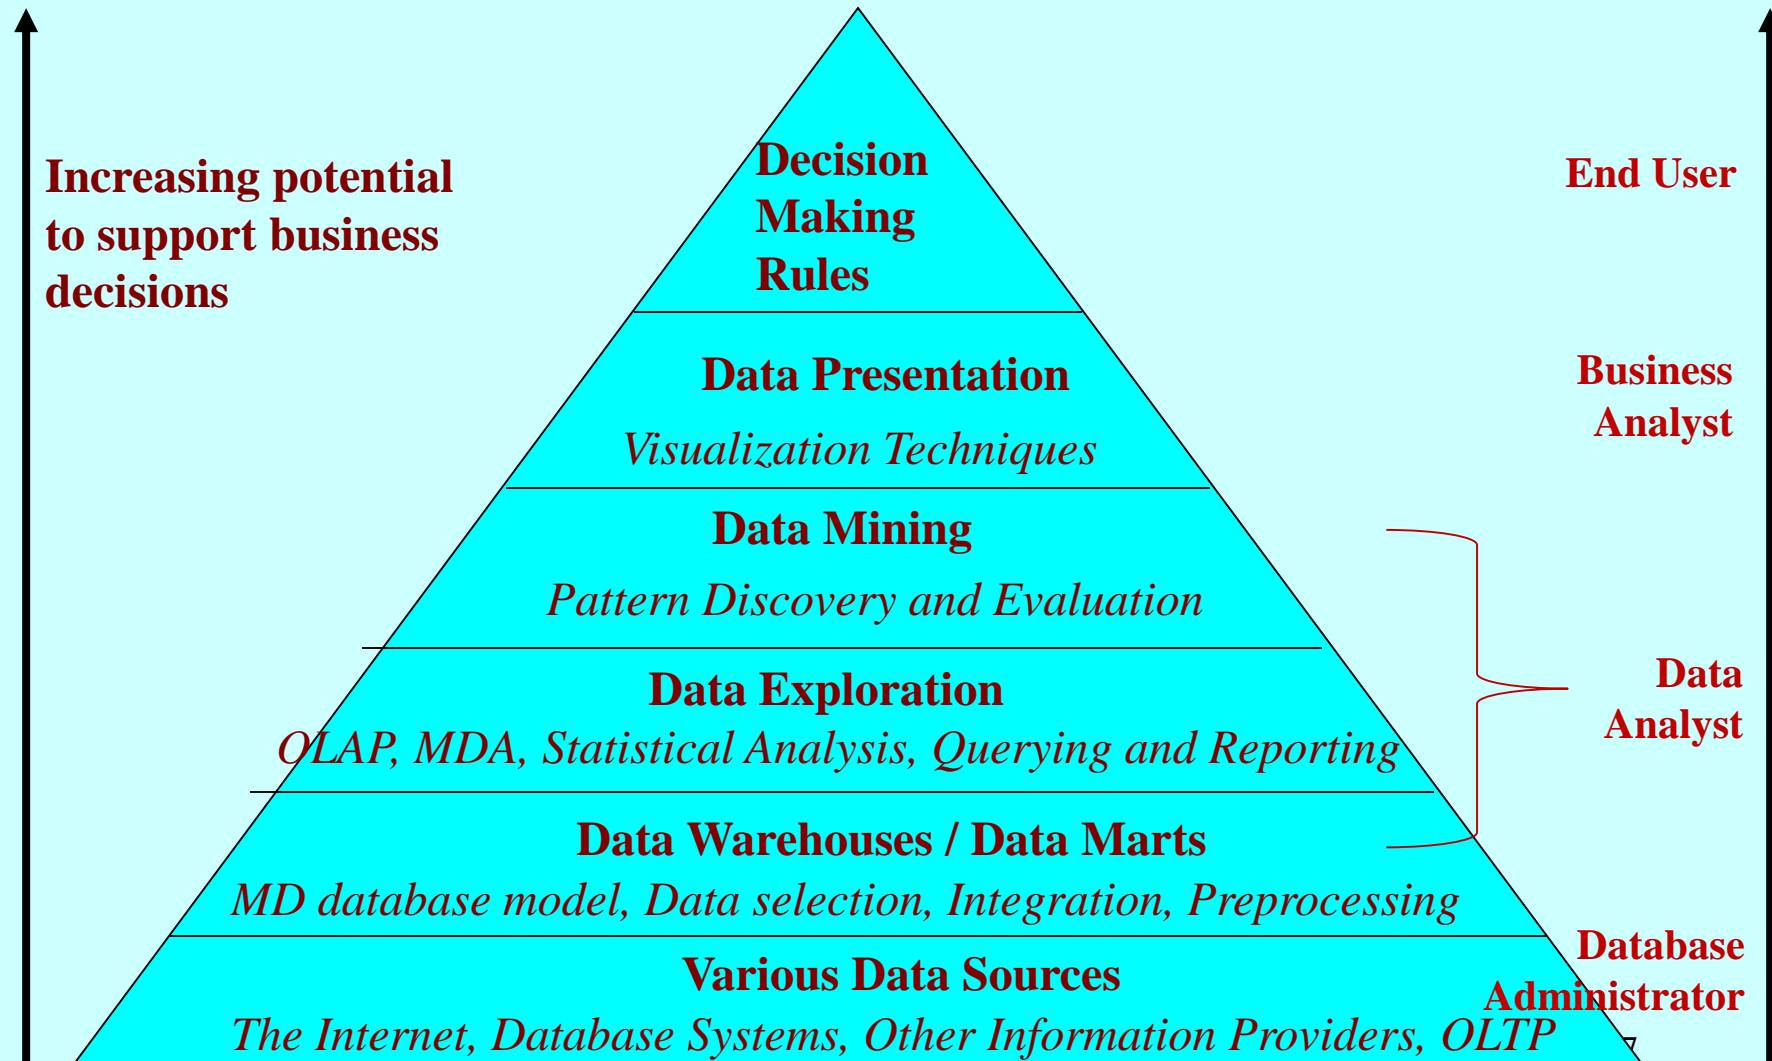 Increasing potential
to support business
decisions
Decision
Making
Rules
End User
Data Presentation
Visualization Techniques
Business
Analyst
Data Mining
Pattern Discovery and Evaluation
Data Exploration
OLAP, MDA, Statistical Analysis, Querying and Reporting
Data
Analyst
Data Warehouses / Data Marts
MD database model, Data selection, Integration, Preprocessing
Various Data Sources
The Internet, Database Systems, Other Information Providers, OLTP
Database
Administrator